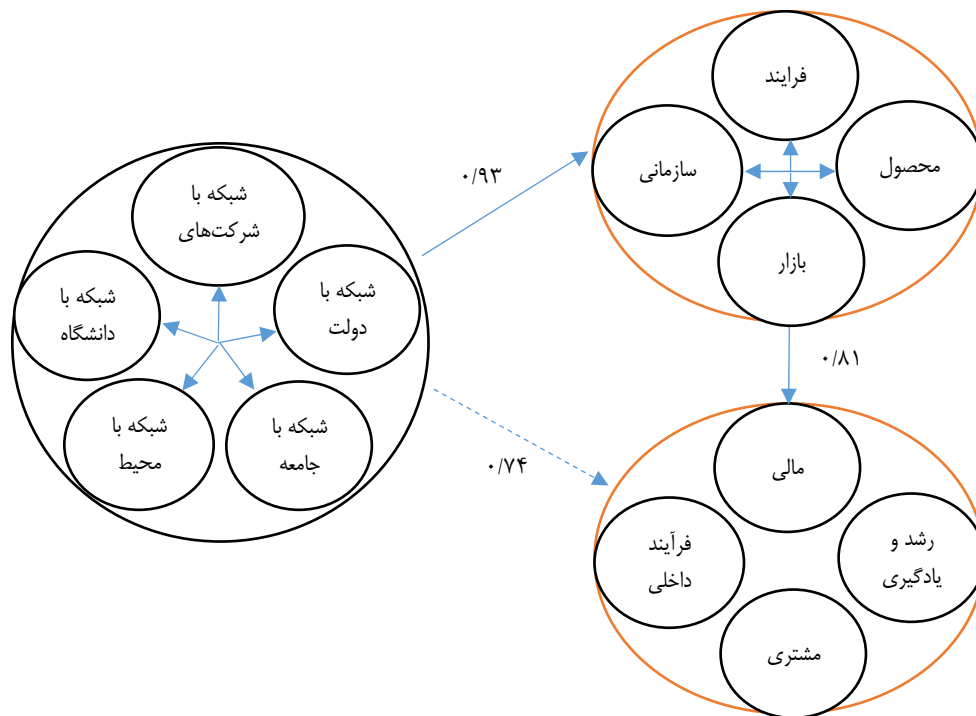 فرایند
سازمانی
محصول
بازار
۰/۹۳
شبکه با
شرکت‌های
شبکه با
دولت
شبکه با
دانشگاه
شبکه با
محیط
شبکه با
جامعه
۰/۸۱
۰/۷۴
مالی
فرآیند
داخلی
رشد و
یادگیری
مشتری